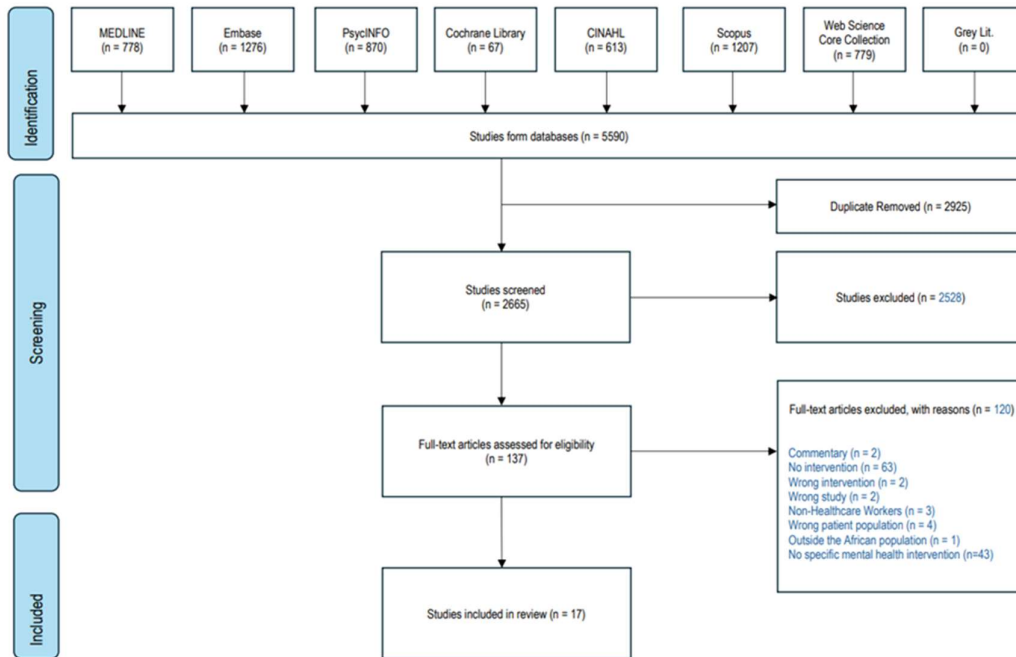 MEDLINE
(n = 778)
Embase
(n = 1276)
PsycINFO
(n = 870)
Cochrane Library
(n = 67)
CINAHL
(n = 613)
Scopus
(n = 1207)
Web Science
Core Collection
(n = 779)
Grey Lit.
(n = 0)
Identification
Studies form databases (n = 5590)
Screening
Duplicate Removed (n = 2925)
Studies screened
(n = 2665)
Studies excluded (n = 2528)
Full-text articles assessed for eligibility
(n = 137)
Full-text articles excluded, with reasons (n = 120)
Commentary (n = 2)
No intervention (n = 63)
Wrong intervention (n = 2)
Wrong study (n = 2)
Non-Healthcare Workers (n = 3)
Wrong patient population (n = 4)
Outside the African population (n = 1)
No specific mental health intervention (n=43)
Included
Studies included in review (n = 17)